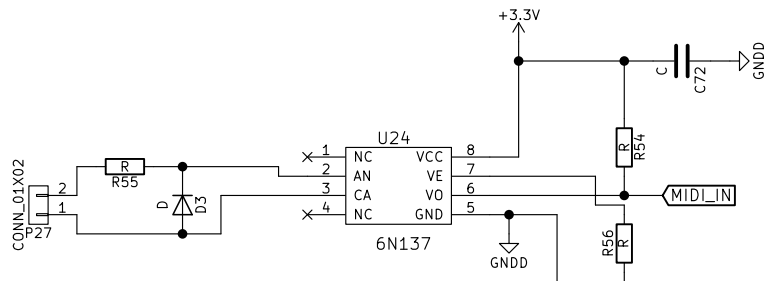 +3.3V
C
C72
GNDD
U24
R
R54
1
NC
VCC
8
R
R55
2
AN
VE
7
CONN_01X02
2
1
P27
D
D3
3
CA
VO
6
MIDI_IN
4
NC
GND
5
R56
R
6N137
GNDD